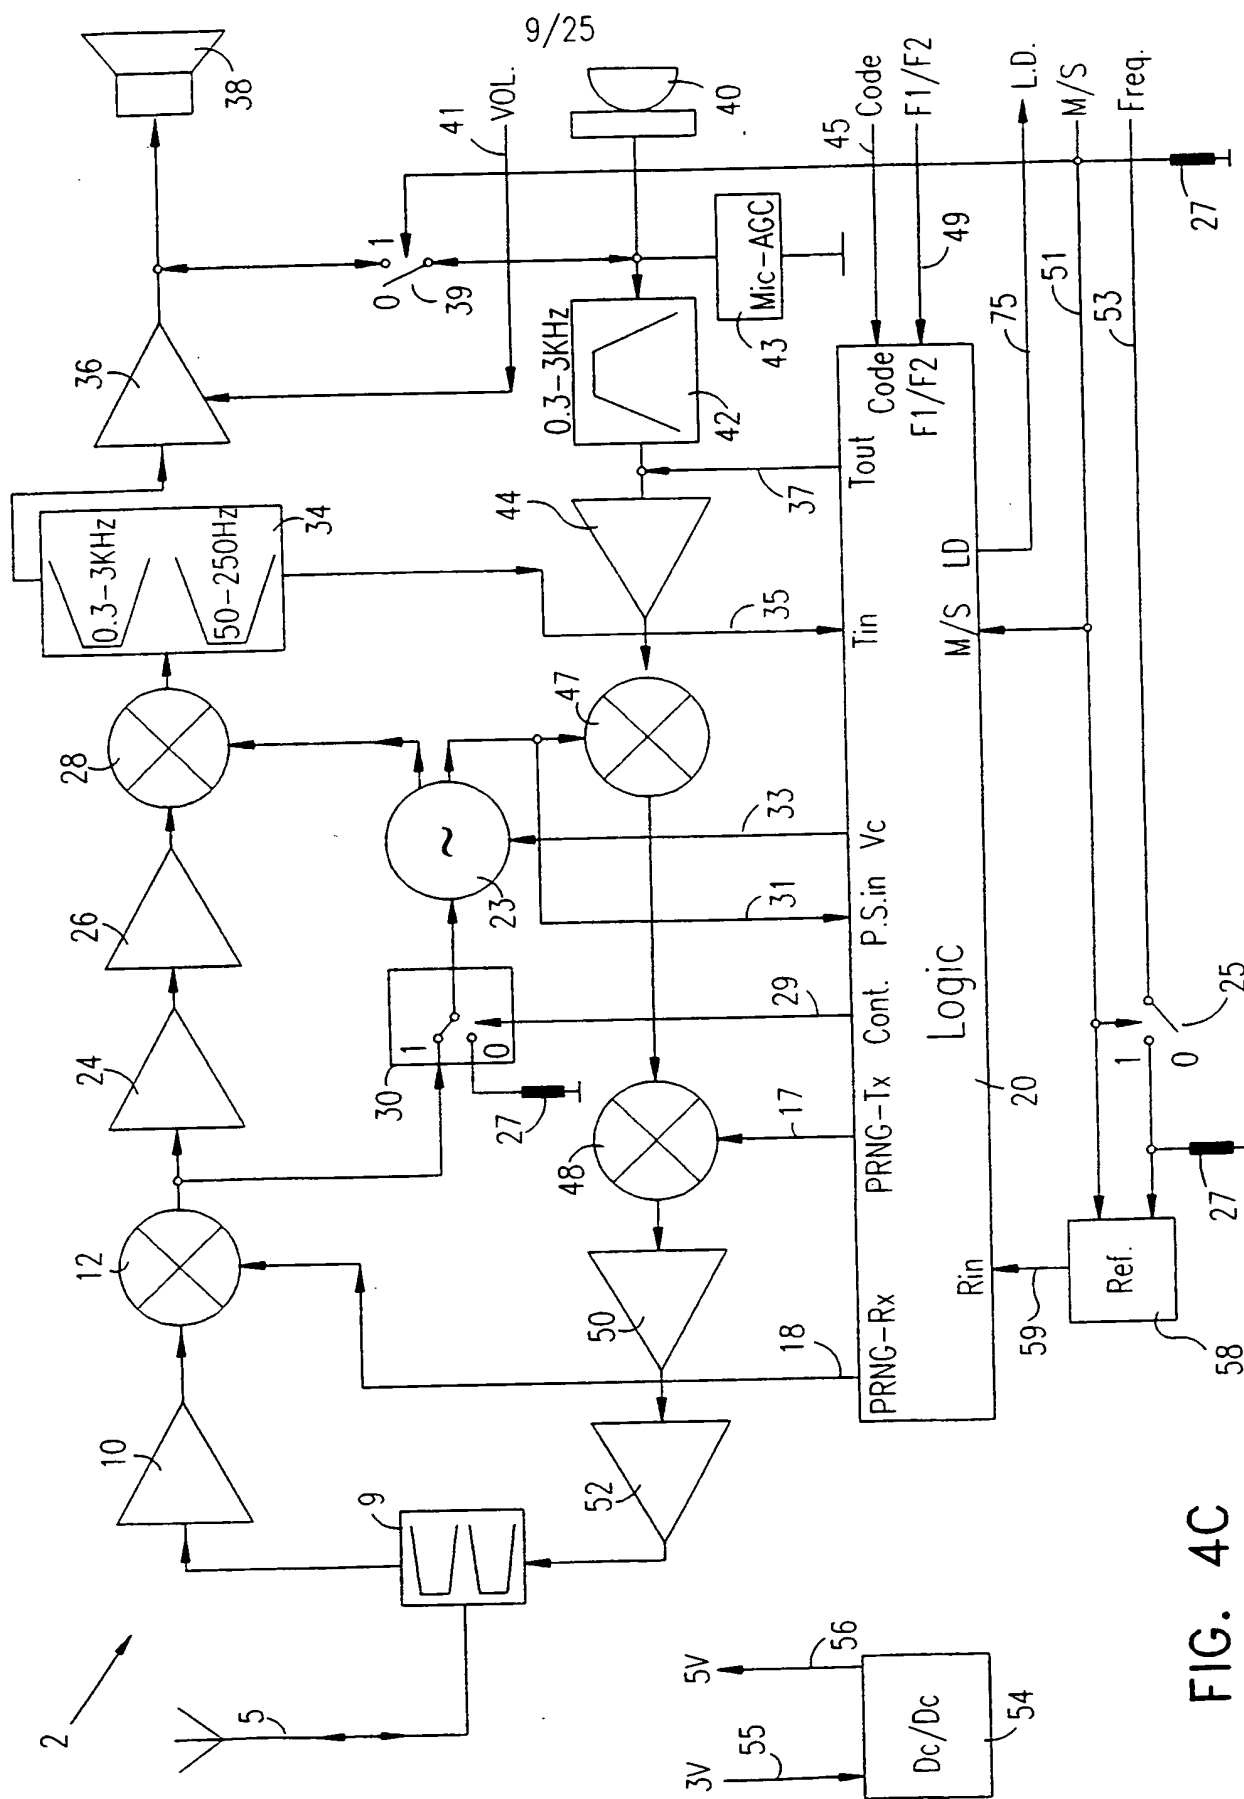 9/25
2
5
9
10
12
24
26
28
0.3-3KHz
50-250Hz
34
36
38
1
0
39
41
VOL.
40
Mic-AGC
43
0.3-3KHz
42
44
37
35
47
23
~
33
31
30
1
0
27
29
48
17
50
18
52
45
Code
F1/F2
49
L.D.
75
M/S
51
Freq.
53
27
Code
F1/F2
Tout
Tin
Vc
P.S.in
Cont.
PRNG-Tx
PRNG-Rx
Logic
20
LD
M/S
Rin
59
Ref.
58
1
0
25
27
3V
55
5V
56
Dc/Dc
54
FIG. 4C